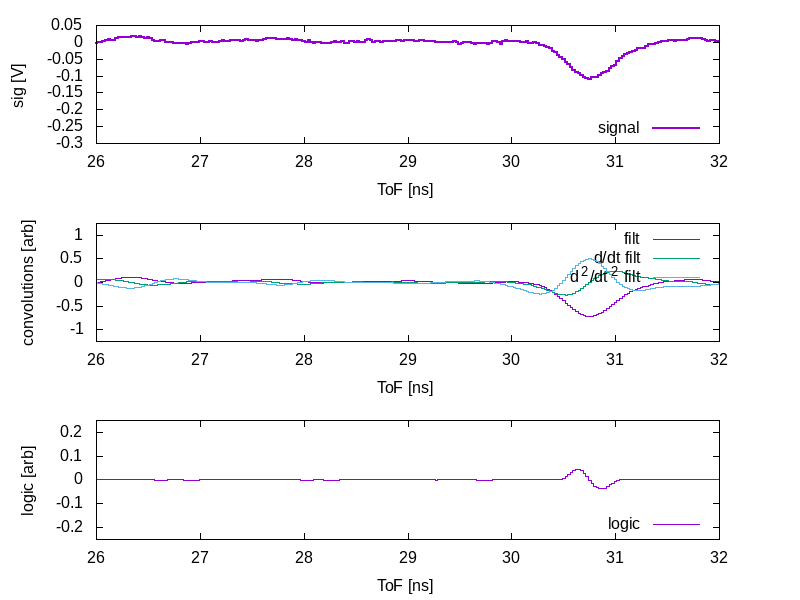 0.05
0
-0.05
-0.1
-0.15
-0.2
-0.25
-0.3
sig [V]
signal
26 27 28 29 30 31 32
ToF [ns]
1
0.5
0
-0.5
-1
convolutions [arb]
filt
d/dt filt
d²/dt² filt
26 27 28 29 30 31 32
ToF [ns]
0.2
0.1
0
-0.1
-0.2
logic [arb]
logic
26 27 28 29 30 31 32
ToF [ns]